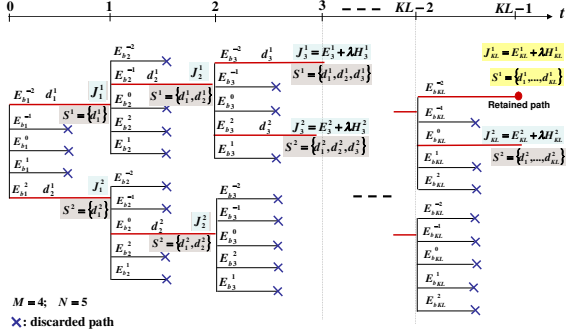 0 1 2 3 KL−2 KL−1 t
E_{b_1}^{-2} d_1^1 J_1^1
E_{b_1}^{-1} S^1={d_1^1}
E_{b_1}^{0}
E_{b_1}^{1}
E_{b_1}^{2} d_1^2 J_1^2
S^2={d_1^2}
E_{b_2}^{-2}
E_{b_2}^{-1} d_2^1 J_2^1
E_{b_2}^{0} S^1={d_1^1,d_2^1}
E_{b_2}^{2}
E_{b_2}^{2}
E_{b_2}^{-2}
E_{b_2}^{0} d_2^2 J_2^2
E_{b_2}^{2} S^2={d_1^2,d_2^2}
E_{b_2}^{1}
E_{b_3}^{-2} d_3^1 J_3^1=E_3^1+λH_3^1
E_{b_3}^{-1} S^1={d_1^1,d_2^1,d_3^1}
E_{b_3}^{0}
E_{b_3}^{2} d_3^2 J_3^2=E_3^2+λH_3^2
E_{b_3}^{1} S^2={d_1^2,d_2^2,d_3^2}
E_{b_3}^{-2}
E_{b_3}^{-1}
E_{b_3}^{0}
E_{b_3}^{2}
E_{b_3}^{1}
J_{KL}^1=E_{KL}^1+λH_{KL}^1
S^1={d_1^1,...,d_{KL}^1}
E_{b_{KL}}^{-2}
Retained path
E_{b_{KL}}^{-1}
E_{b_{KL}}^{0} J_{KL}^2=E_{KL}^2+λH_{KL}^2
E_{b_{KL}}^{1} S^2={d_1^2,...,d_{KL}^2}
E_{b_{KL}}^{2}
E_{b_{KL}}^{-2}
E_{b_{KL}}^{-1}
E_{b_{KL}}^{0}
E_{b_{KL}}^{1}
E_{b_{KL}}^{2}
M=4; N=5
×: discarded path